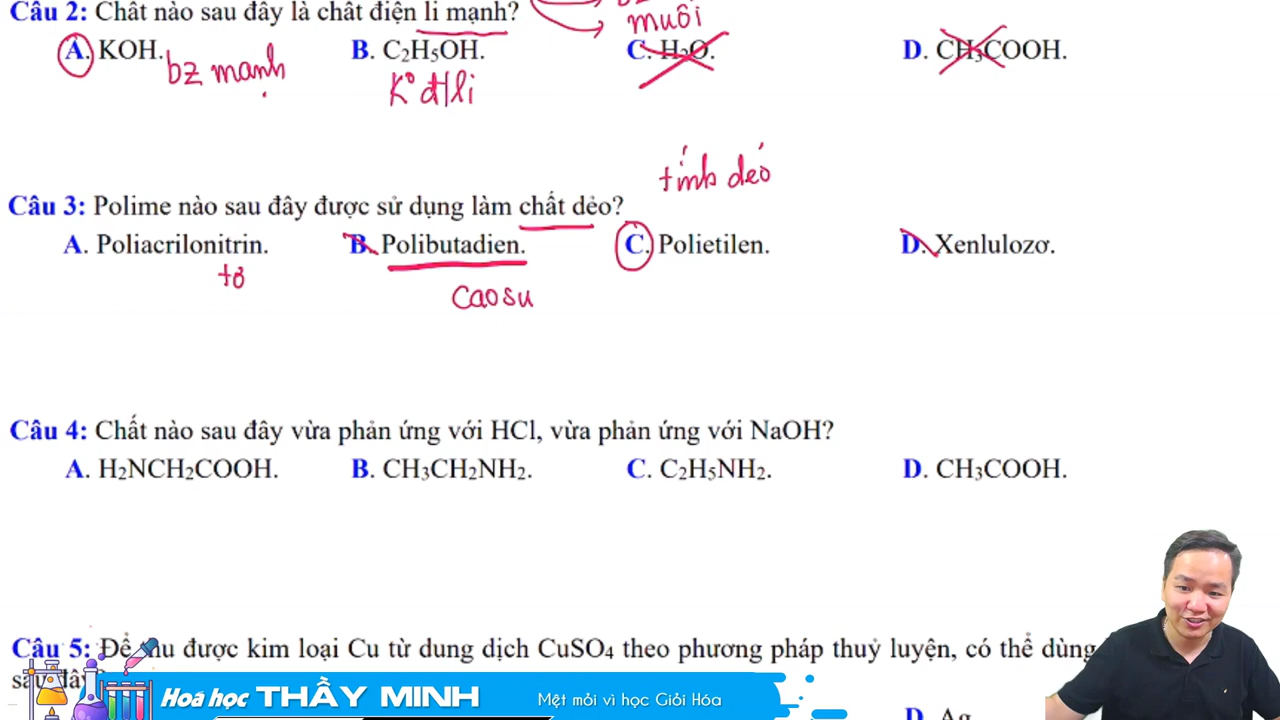 Câu 2: Chất nào sau đây là chất điện li mạnh?
muối
A. KOH. B. C₂H₅OH. C. H₂O. D. CH₃COOH.
bz mạnh
K° đ/li
tính dẻo
Câu 3: Polime nào sau đây được sử dụng làm chất dẻo?
A. Poliacrilonitrin. B. Polibutadien. C. Polietilen. D. Xenlulozơ.
tơ
caosu
Câu 4: Chất nào sau đây vừa phản ứng với HCl, vừa phản ứng với NaOH?
A. H₂NCH₂COOH. B. CH₃CH₂NH₂. C. C₂H₅NH₂. D. CH₃COOH.
Câu 5: Để thu được kim loại Cu từ dung dịch CuSO₄ theo phương pháp thuỷ luyện, có thể dùng
D. Ag
Hoá học THẦY MINH
Mệt mỏi vì học Giỏi Hóa